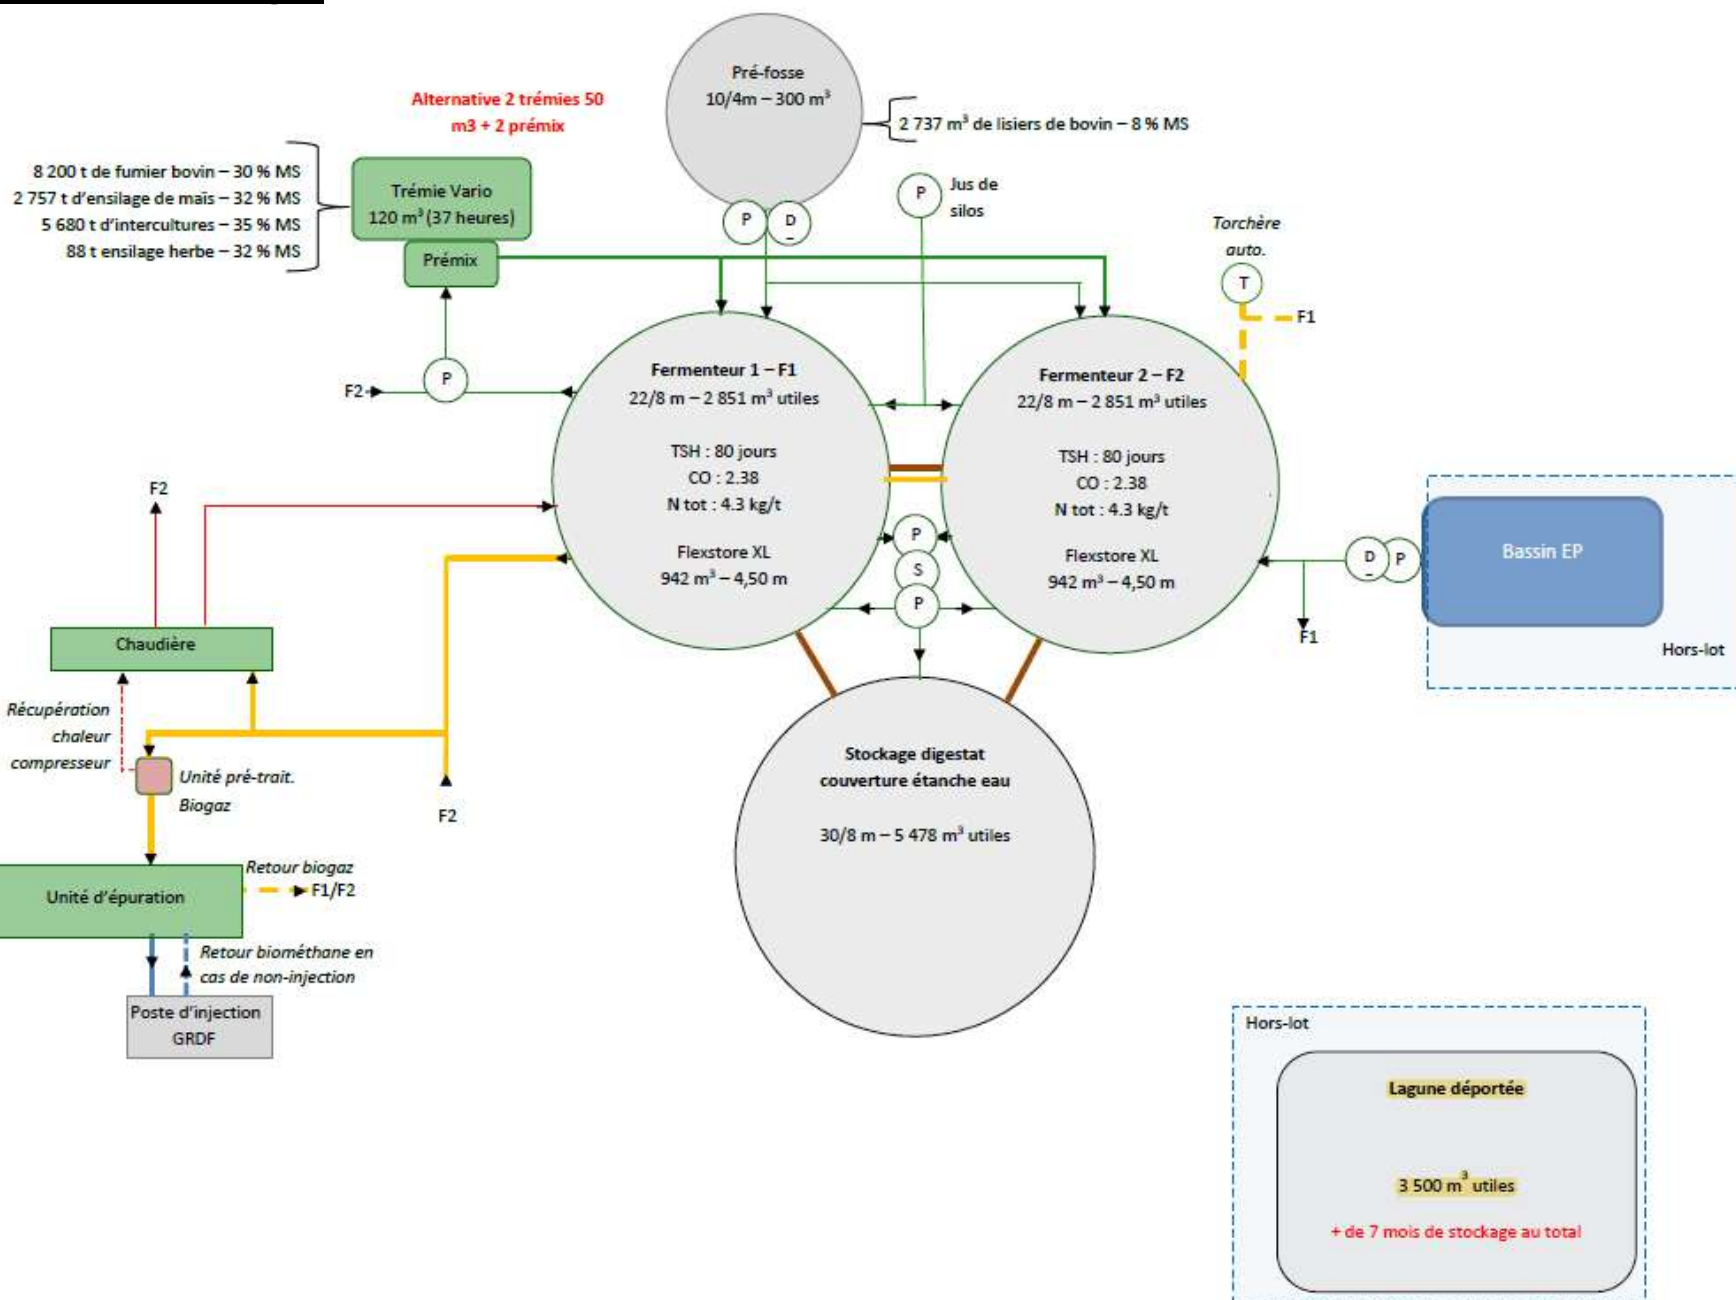 Pré-fosse
10/4m – 300 m³
2 737 m³ de lisiers de bovin – 8 % MS
Alternative 2 trémies 50
m3 + 2 prémix
8 200 t de fumier bovin – 30 % MS
2 757 t d'ensilage de maïs – 32 % MS
5 680 t d'intercultures – 35 % MS
88 t ensilage herbe – 32 % MS
Trémie Vario
120 m³ (37 heures)
Prémix
P
D
P
Jus de
silos
Torchère
auto.
T
F1
F2
P
Fermenteur 1 – F1
22/8 m – 2 851 m³ utiles
TSH : 80 jours
CO : 2.38
N tot : 4.3 kg/t
Flexstore XL
942 m³ – 4,50 m
Fermenteur 2 – F2
22/8 m – 2 851 m³ utiles
TSH : 80 jours
CO : 2.38
N tot : 4.3 kg/t
Flexstore XL
942 m³ – 4,50 m
P
S
P
D
P
F1
Bassin EP
Hors-lot
F2
Chaudière
Récupération
chaleur
compresseur
Unité pré-trait.
Biogaz
F2
Unité d'épuration
Retour biogaz
F1/F2
Retour biométhane en
cas de non-injection
Poste d'injection
GRDF
Stockage digestat
couverture étanche eau
30/8 m – 5 478 m³ utiles
Hors-lot
Lagune déportée
3 500 m³ utiles
+ de 7 mois de stockage au total